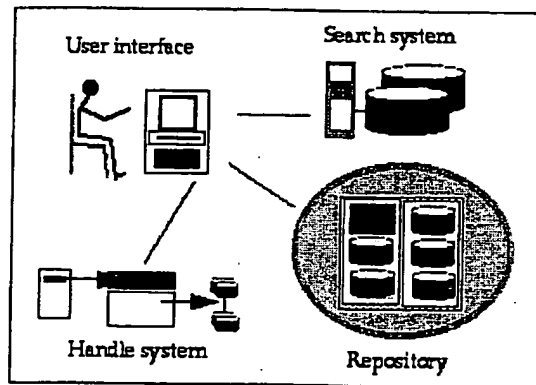 User interface
Search system
Handle system
Repository